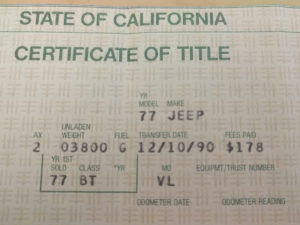 STATE OF CALIFORNIA
CERTIFICATE OF TITLE
YR
MODEL MAKE
77 JEEP
UNLADEN
AX WEIGHT FUEL TRANSFER DATE FEES PAID
2 03800 G 12/10/90 $178
YR 1ST
SOLD CLASS *YR MO EQUIPMT/TRUST NUMBER
77 BT VL
ODOMETER DATE ODOMETER READING